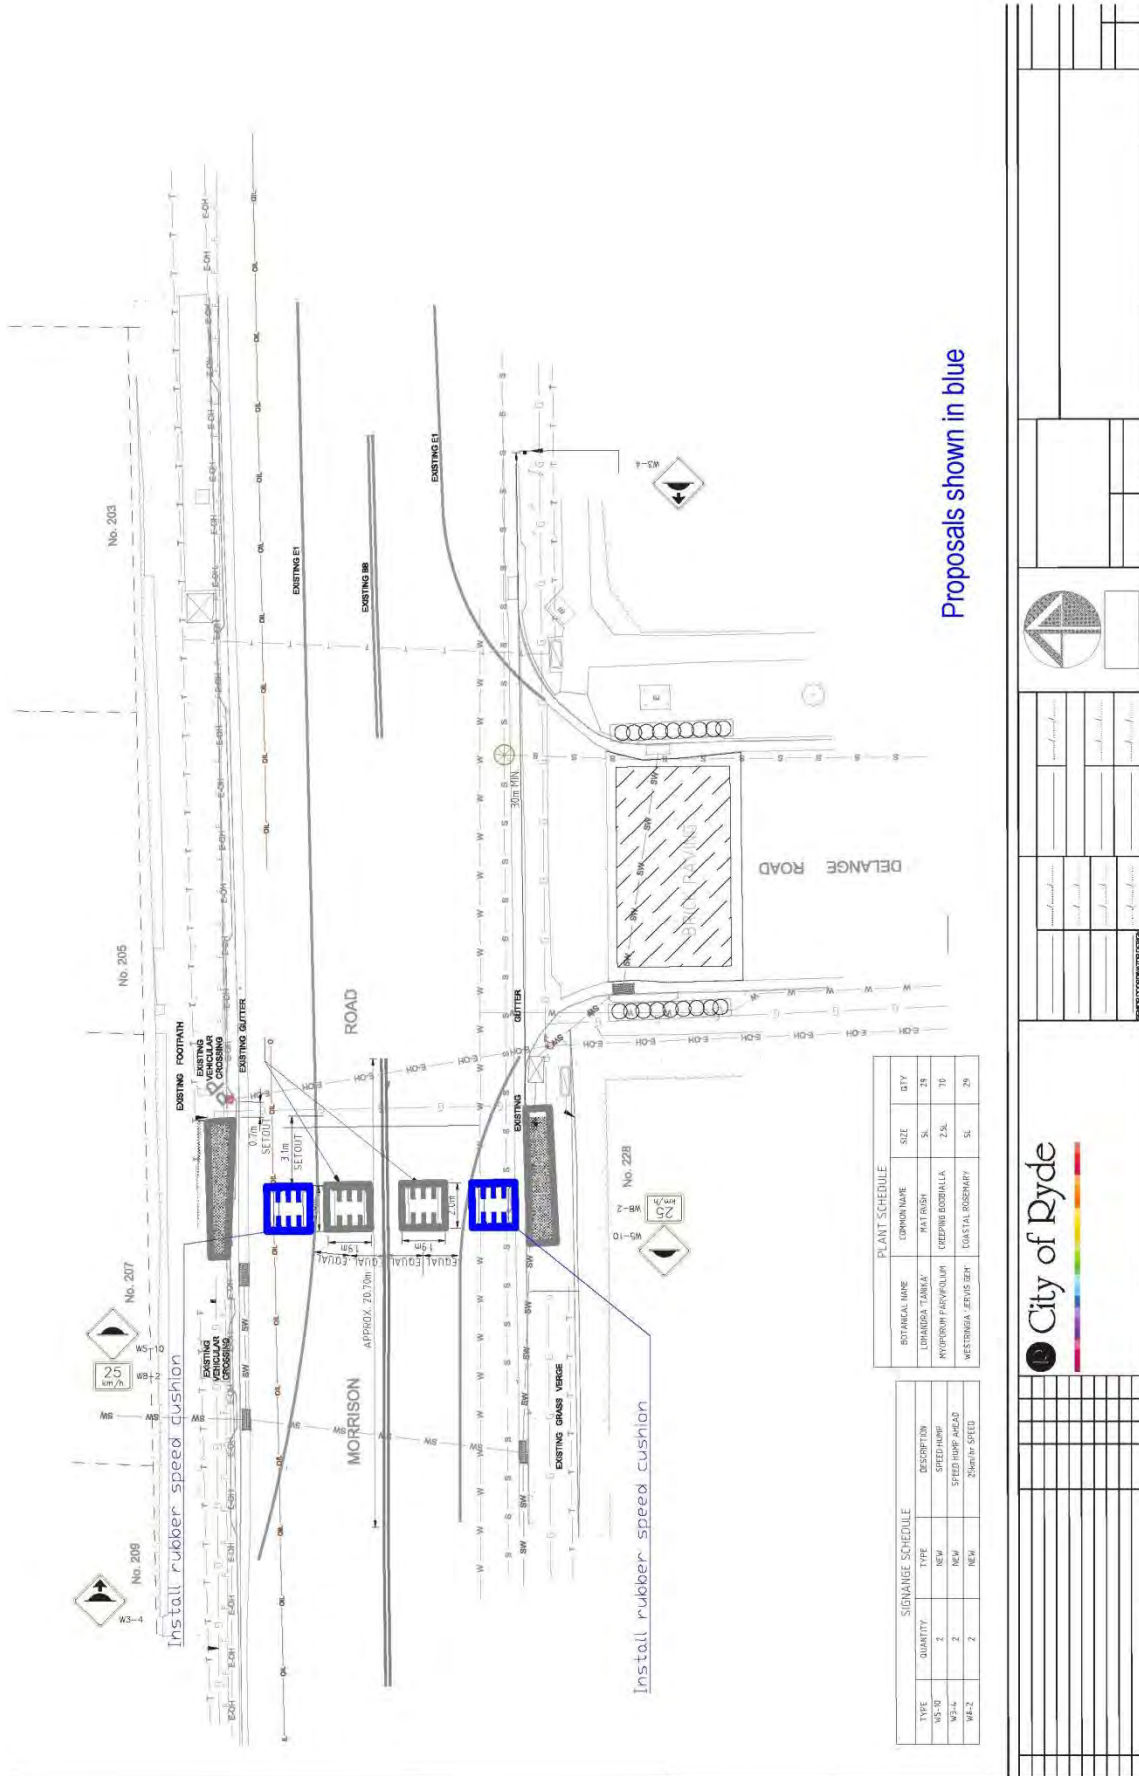 No. 203
No. 205
No. 207
No. 209
EXISTING FOOTPATH
EXISTING
VEHICULAR
CROSSING
EXISTING GUTTER
EXISTING
VEHICULAR
CROSSING
0.7m
SETOUT
3.1m
SETOUT
W5-10
25
km/h
W8-2
W3-4
Install rubber speed cushion
EXISTING E1
EXISTING BB
EXISTING E1
MORRISON
ROAD
APPROX. 20.70m
1.9m
1.9m
2.0m
EQUAL
EQUAL
EQUAL
EQUAL
30m MIN.
EXISTING
GUTTER
EXISTING GRASS VERGE
Install rubber speed cushion
No. 228
W8-2
25
km/h
W5-10
W3-4
BRICK PAVING
DELANGE ROAD
Proposals shown in blue
SIGNANGE SCHEDULE
TYPE QUANTITY TYPE DESCRIPTION
W5-10 2 NEW SPEED HUMP
W3-4 2 NEW SPEED HUMP AHEAD
W8-2 2 NEW 25km/hr SPEED
PLANT SCHEDULE
BOTANICAL NAME COMMON NAME SIZE QTY
LOMANDRA 'TANIKA' MAT RUSH 5L 29
MYOPORUM PARVIFOLIUM CREEPING BOOBIALLA 2.5L 70
WESTRINGIA 'JERVIS GEM' COASTAL ROSEMARY 5L 29
City of Ryde